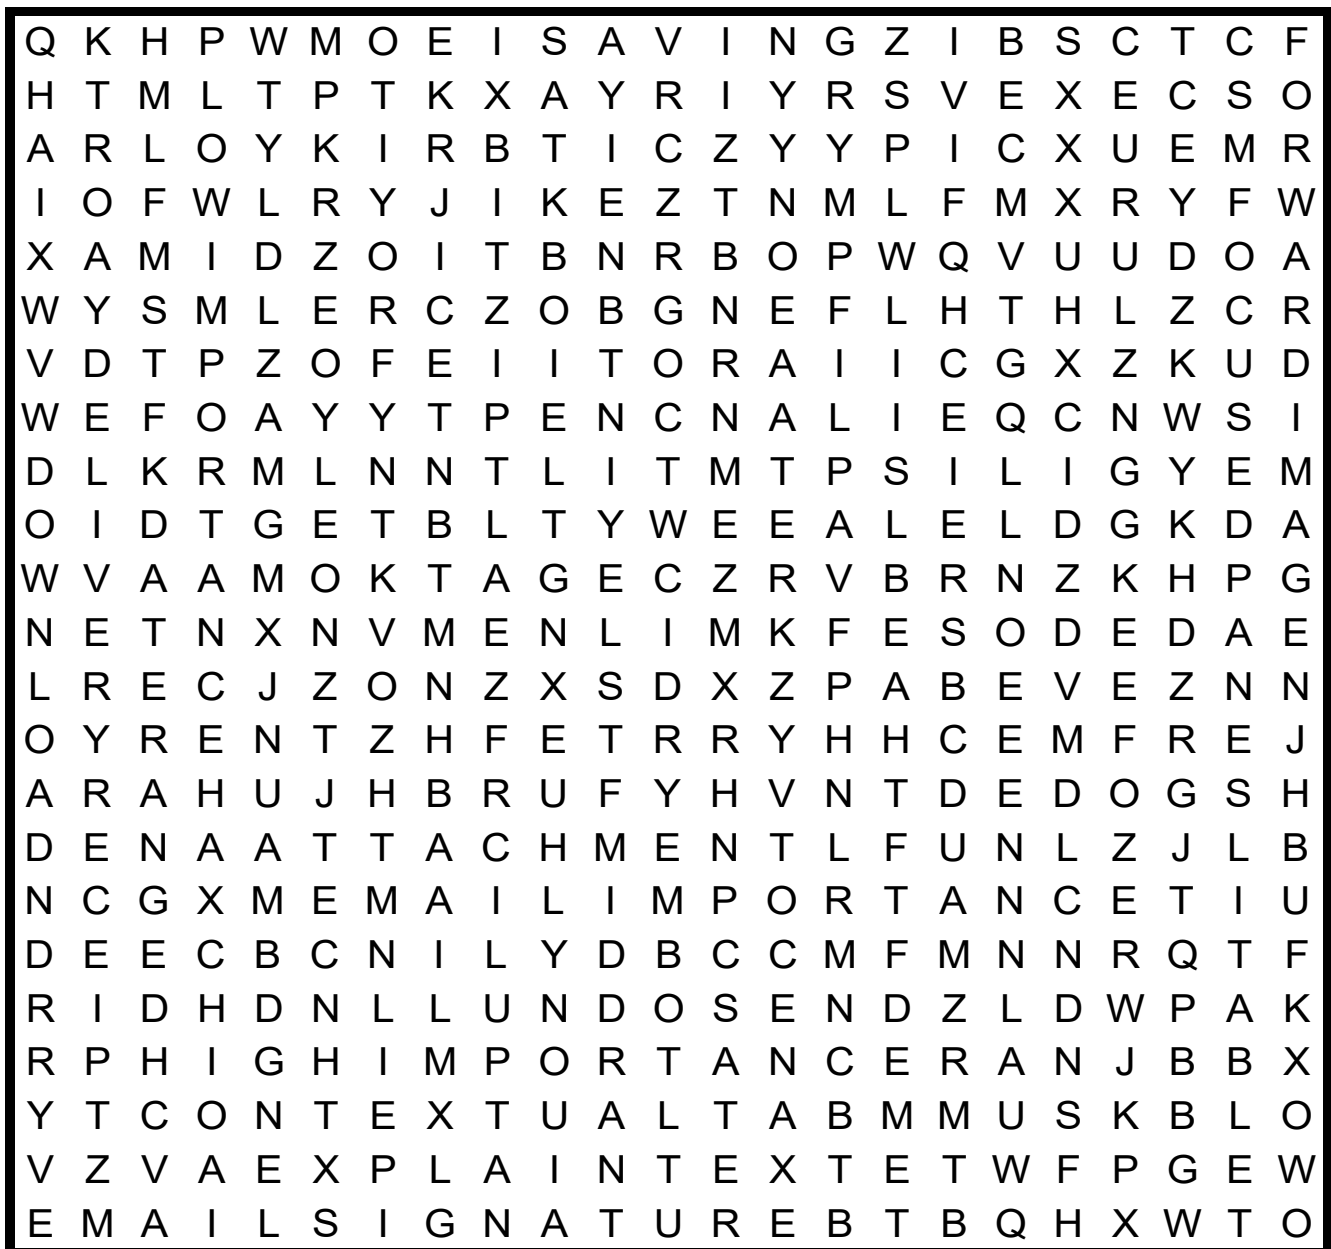 Q K H P W M O E I S A V I N G Z I B S C T C F
H T M L T P T K X A Y R I Y R S V E X E C S O
A R L O Y K I R B T I C Z Y Y P I C X U E M R
I O F W L R Y J I K E Z T N M L F M X R Y F W
X A M I D Z O I T B N R B O P W Q V U U D O A
W Y S M L E R C Z O B G N E F L H T H L Z C R
V D T P Z O F E I I T O R A I I C G X Z K U D
W E F O A Y Y T P E N C N A L I E Q C N W S I
D L K R M L N N T L I T M T P S I L I G Y E M
O I D T G E T B L T Y W E E A L E L D G K D A
W V A A M O K T A G E C Z R V B R N Z K H P G
N E T N X N V M E N L I M K F E S O D E D A E
L R E C J Z O N Z X S D X Z P A B E V E Z N N
O Y R E N T Z H F E T R R Y H H C E M F R E J
A R A H U J H B R U F Y H V N T D E D O G S H
D E N A A T T A C H M E N T L F U N L Z J L B
N C G X M E M A I L I M P O R T A N C E T I U
D E E C B C N I L Y D B C C M F M N N R Q T F
R I D H D N L L U N D O S E N D Z L D W P A K
R P H I G H I M P O R T A N C E R A N J B B X
Y T C O N T E X T U A L T A B M M U S K B L O
V Z V A E X P L A I N T E X T E T W F P G E W
E M A I L S I G N A T U R E B T B Q H X W T O